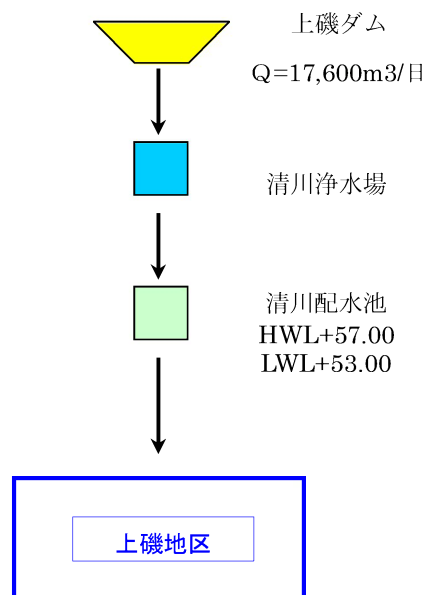 上磯ダム
Q=17,600m3/日
清川浄水場
清川配水池
HWL+57.00
LWL+53.00
上磯地区